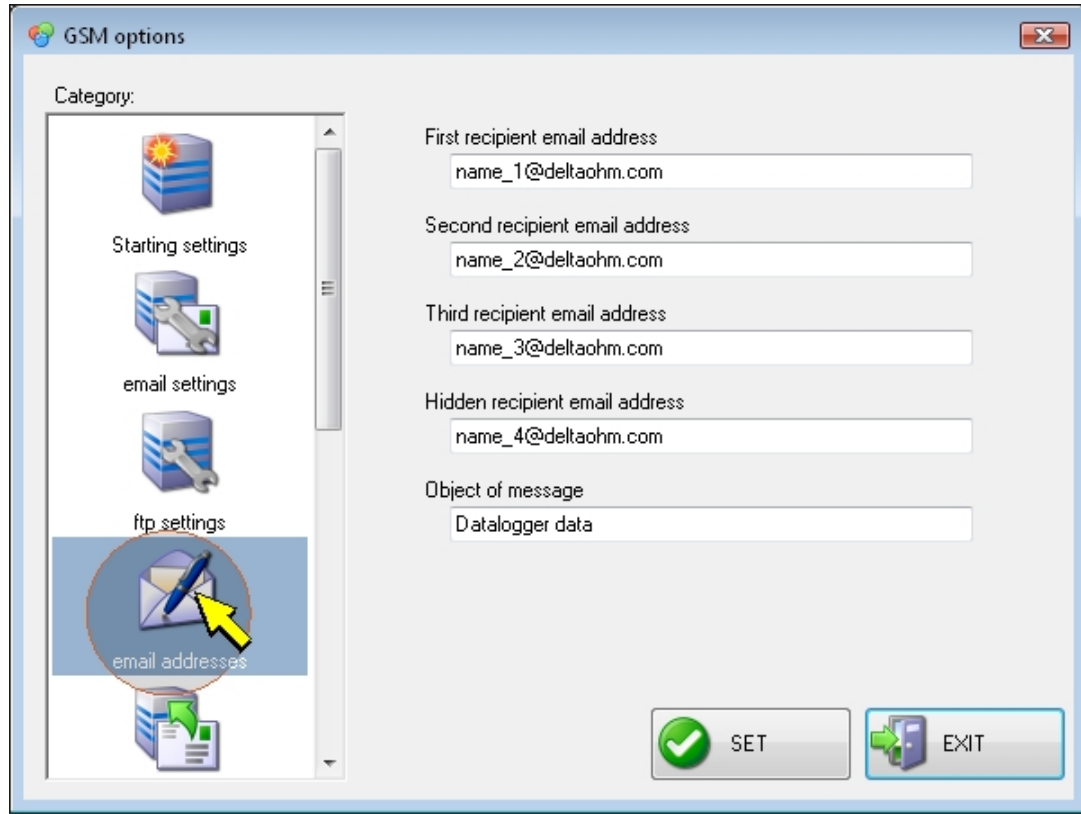 GSM options
Category:
Starting settings
email settings
ftp settings
email addresses
First recipient email address
name_1@deltaohm.com
Second recipient email address
name_2@deltaohm.com
Third recipient email address
name_3@deltaohm.com
Hidden recipient email address
name_4@deltaohm.com
Object of message
Datalogger data
SET
EXIT